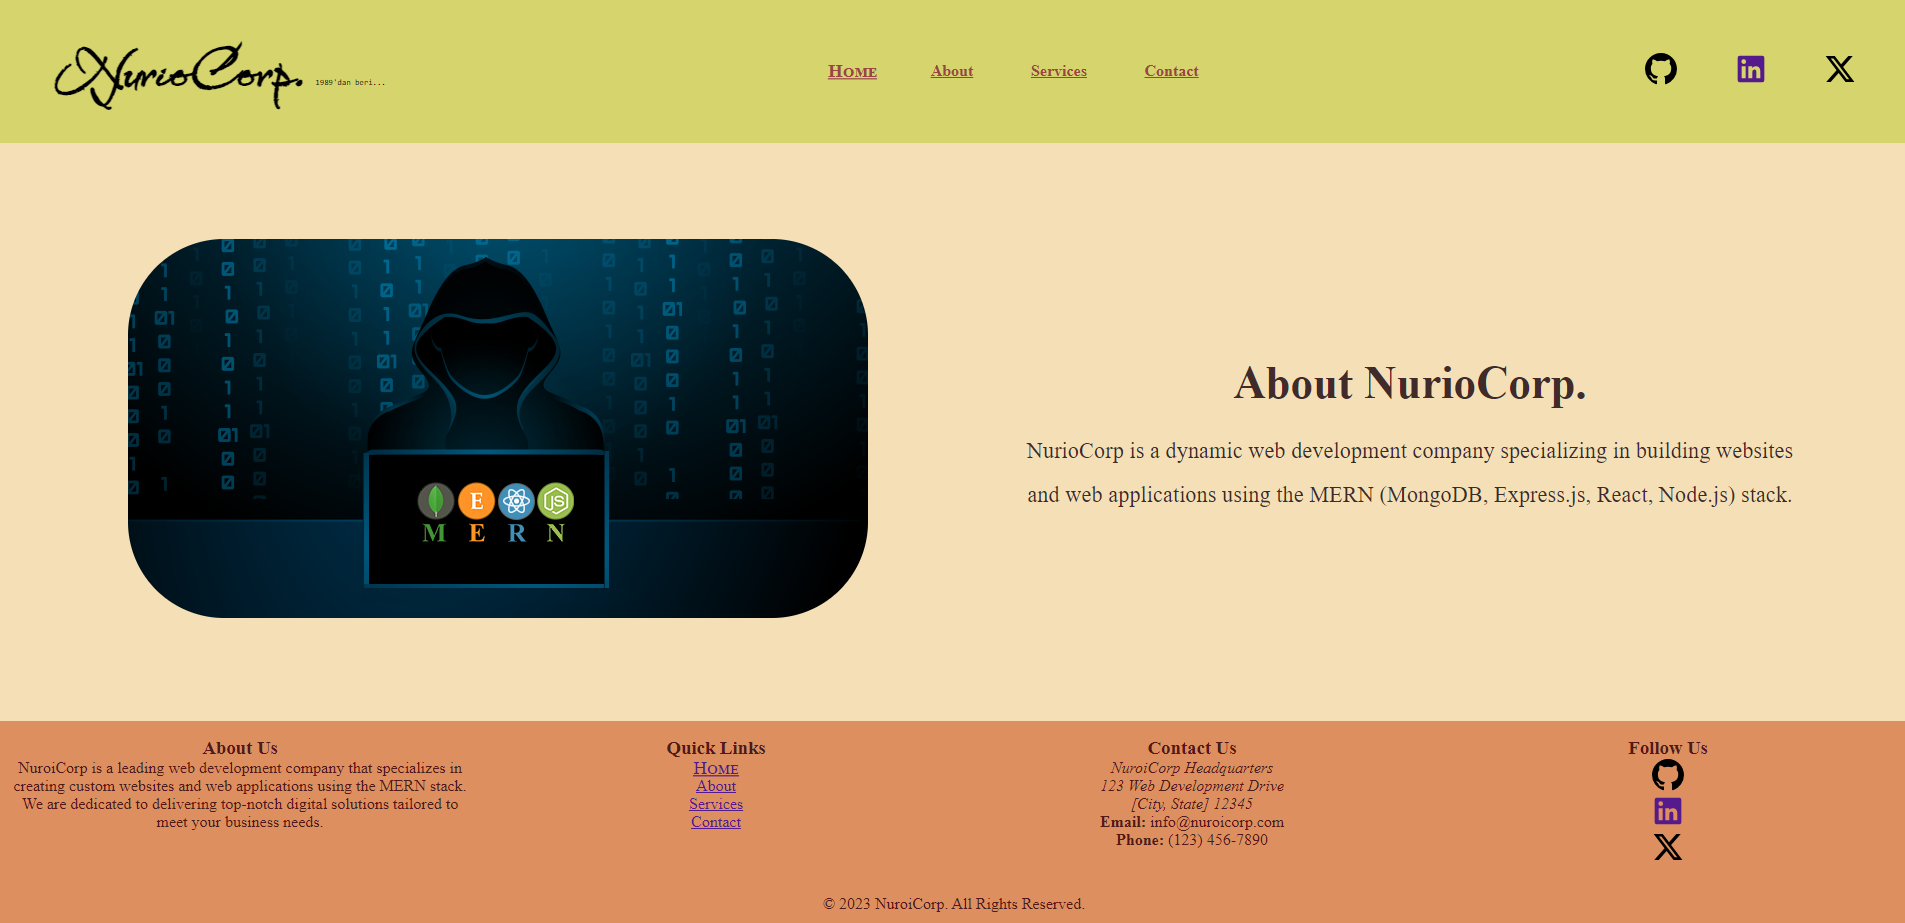 NurioCorp. 1989'dan beri...
HOME About Services Contact
in
E
JS
M E R N
About NurioCorp.
NurioCorp is a dynamic web development company specializing in building websites
and web applications using the MERN (MongoDB, Express.js, React, Node.js) stack.
About Us
NuroiCorp is a leading web development company that specializes in
creating custom websites and web applications using the MERN stack.
We are dedicated to delivering top-notch digital solutions tailored to
meet your business needs.
Quick Links
HOME
About
Services
Contact
Contact Us
NuroiCorp Headquarters
123 Web Development Drive
[City, State] 12345
Email: info@nuroicorp.com
Phone: (123) 456-7890
Follow Us
in
© 2023 NuroiCorp. All Rights Reserved.